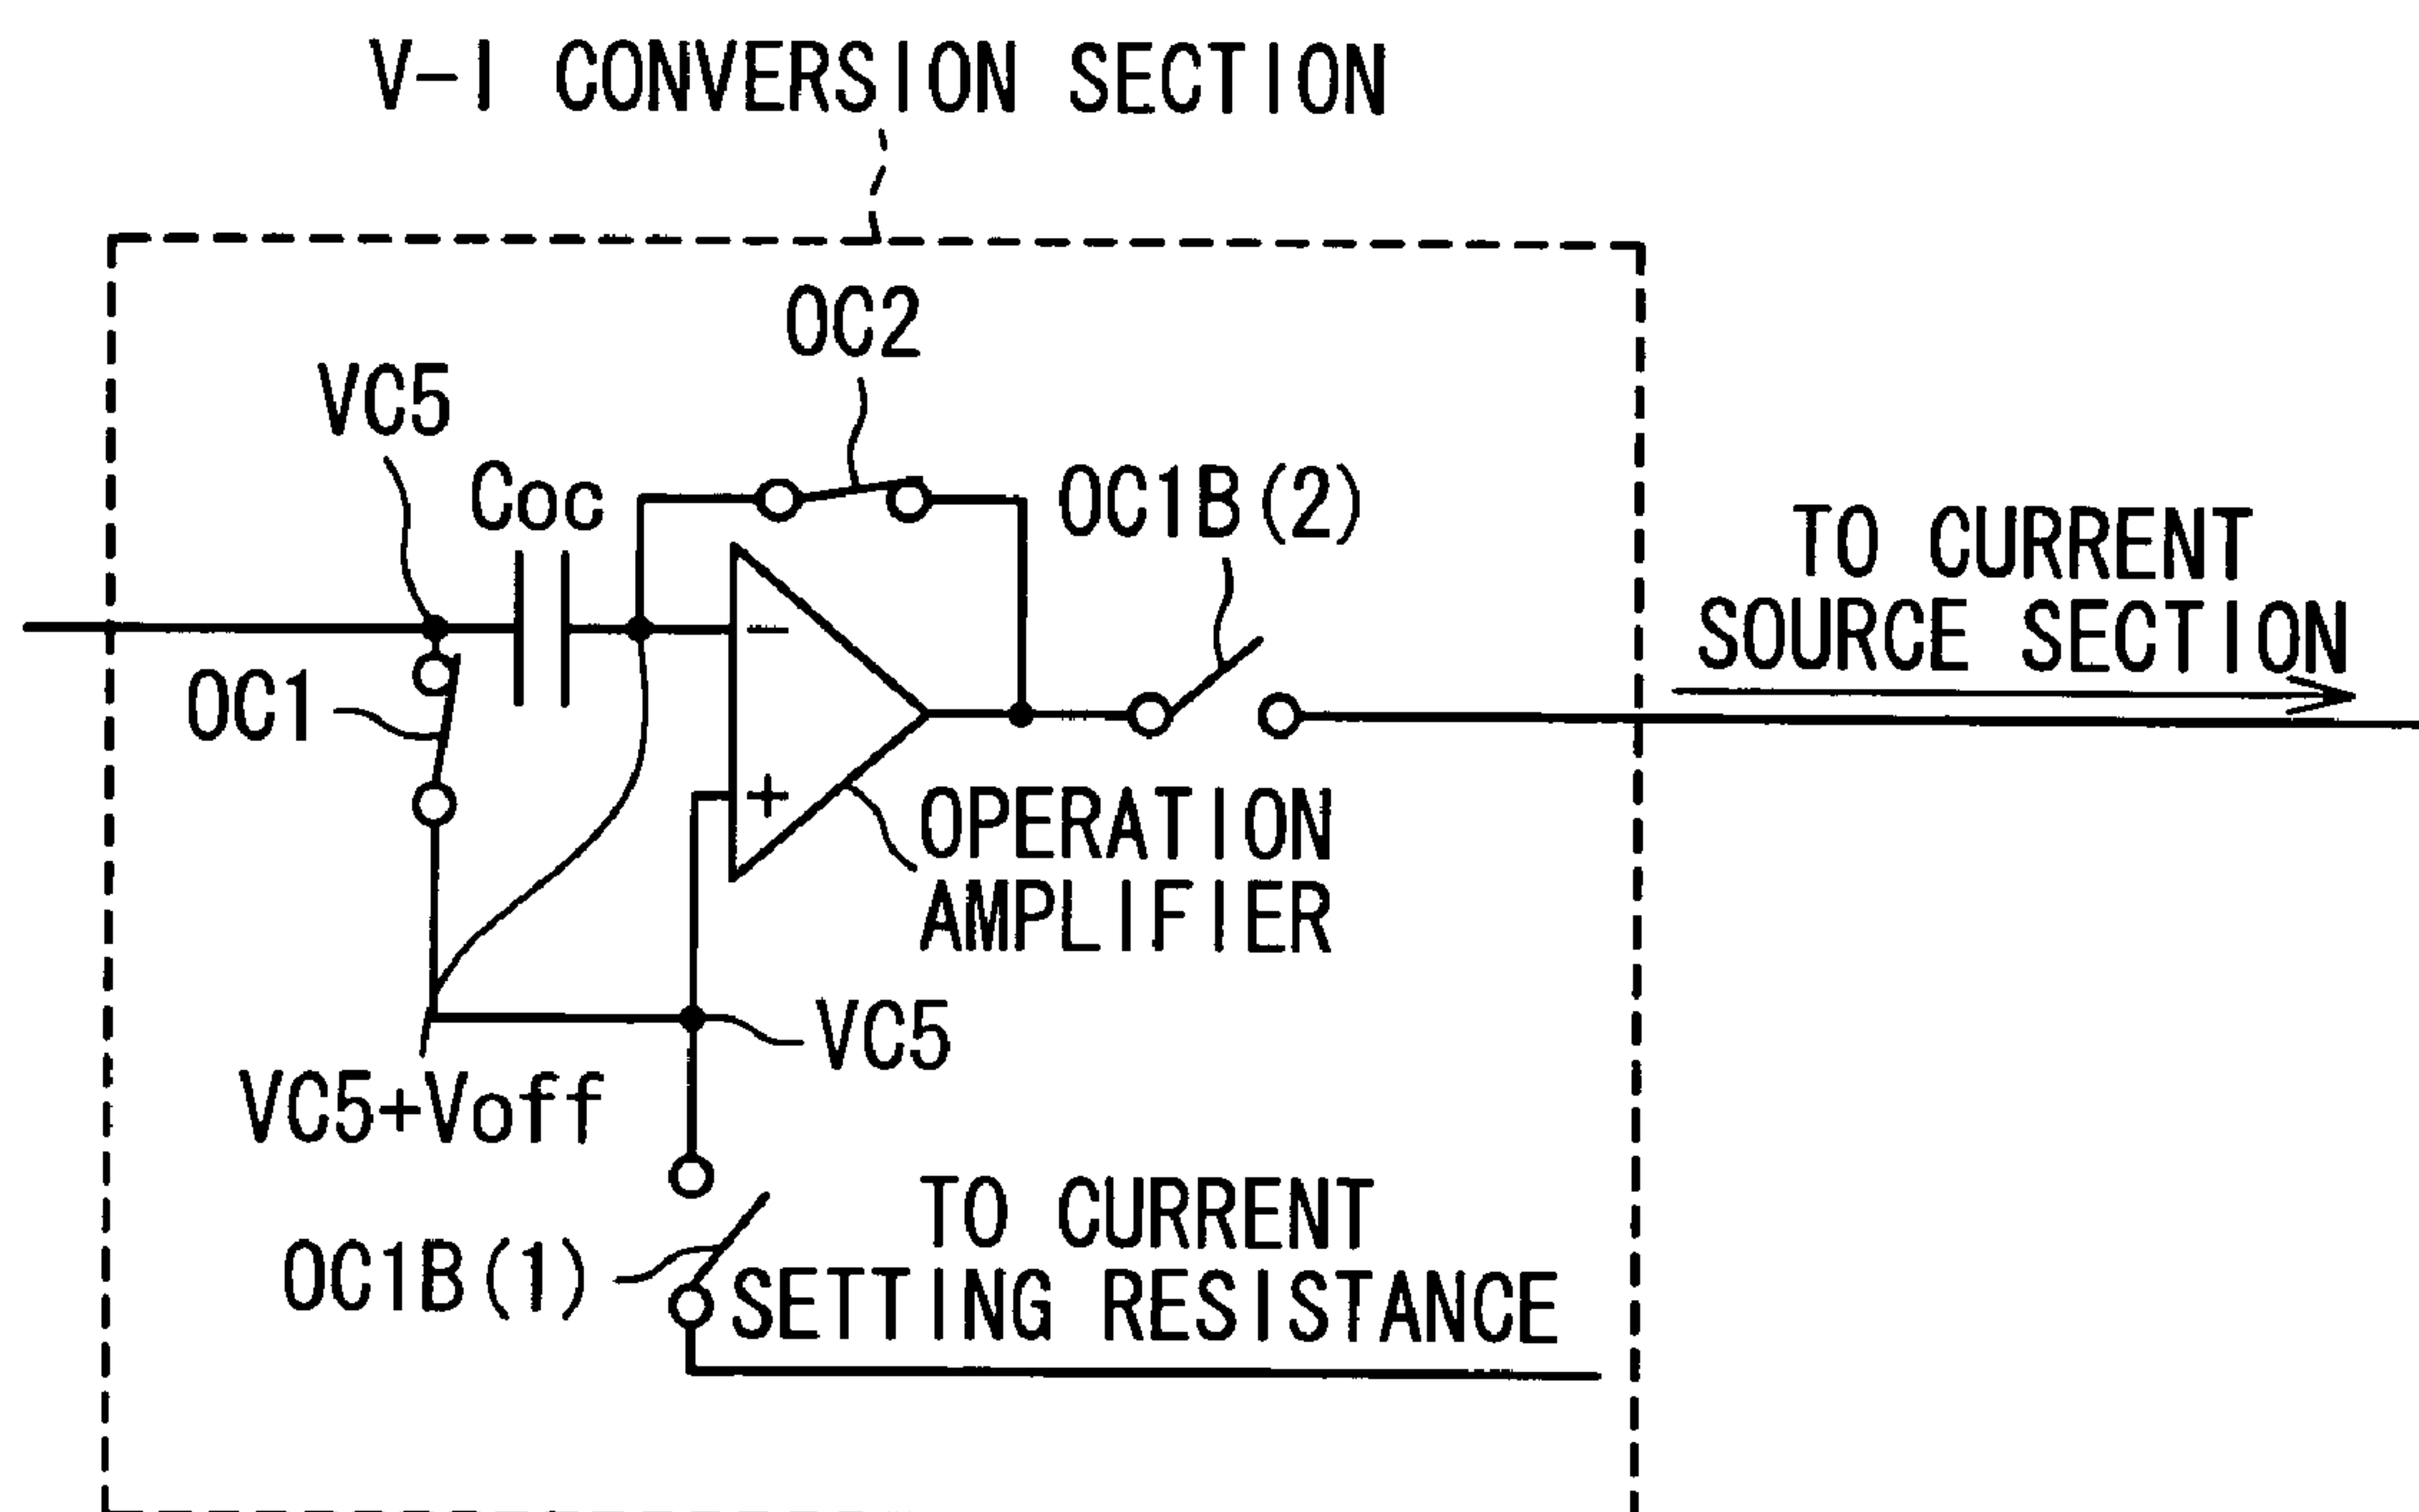 V-I CONVERSION SECTION
OC2
VC5
Coc
OC1B(2)
TO CURRENT
SOURCE SECTION
OC1
−
+
OPERATION
AMPLIFIER
VC5
VC5+Voff
TO CURRENT
OC1B(1)
SETTING RESISTANCE